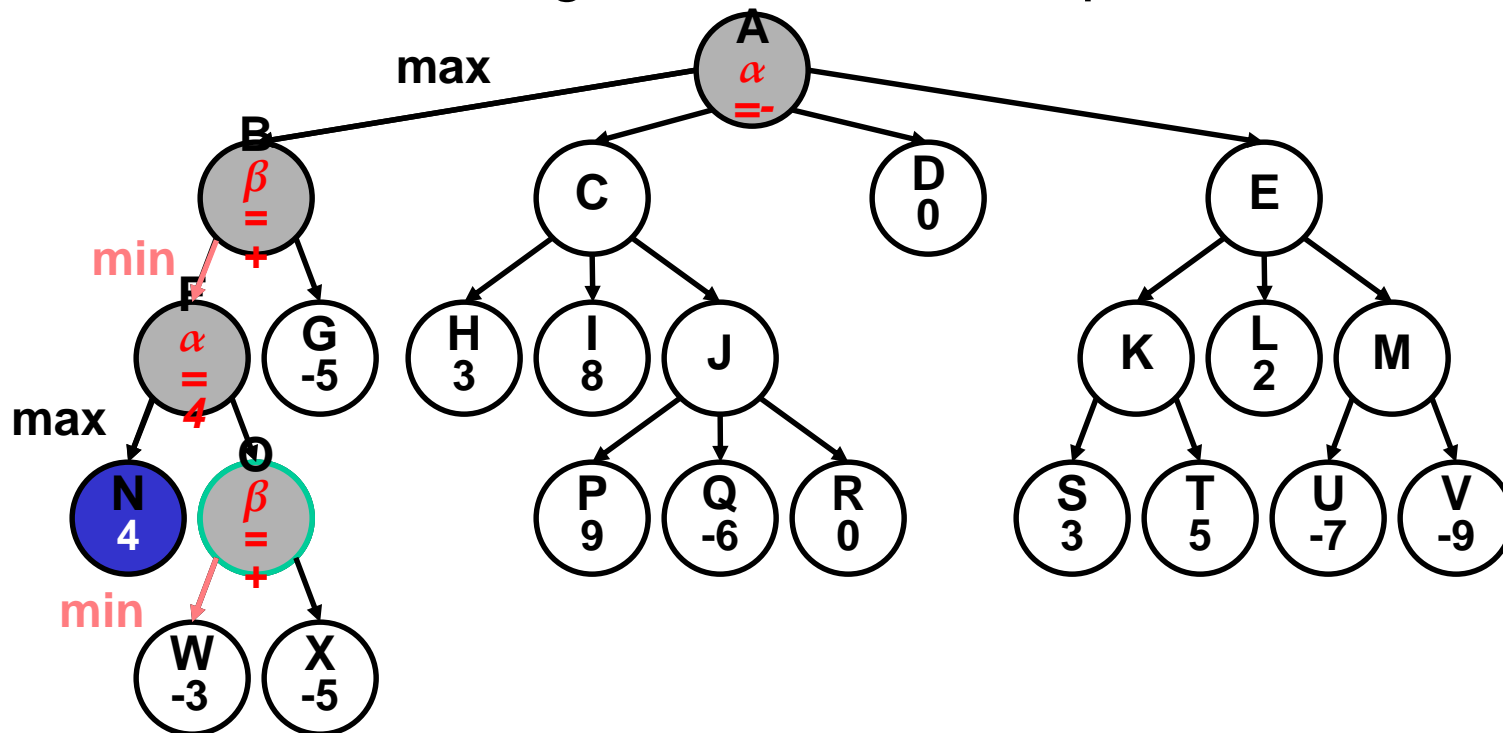 A
α
=-
max
B
β
=
+
C
D
0
E
min
F
α
=
4
G
-5
H
3
I
8
J
K
L
2
M
max
N
4
O
β
=
+
P
9
Q
-6
R
0
S
3
T
5
U
-7
V
-9
min
W
-3
X
-5